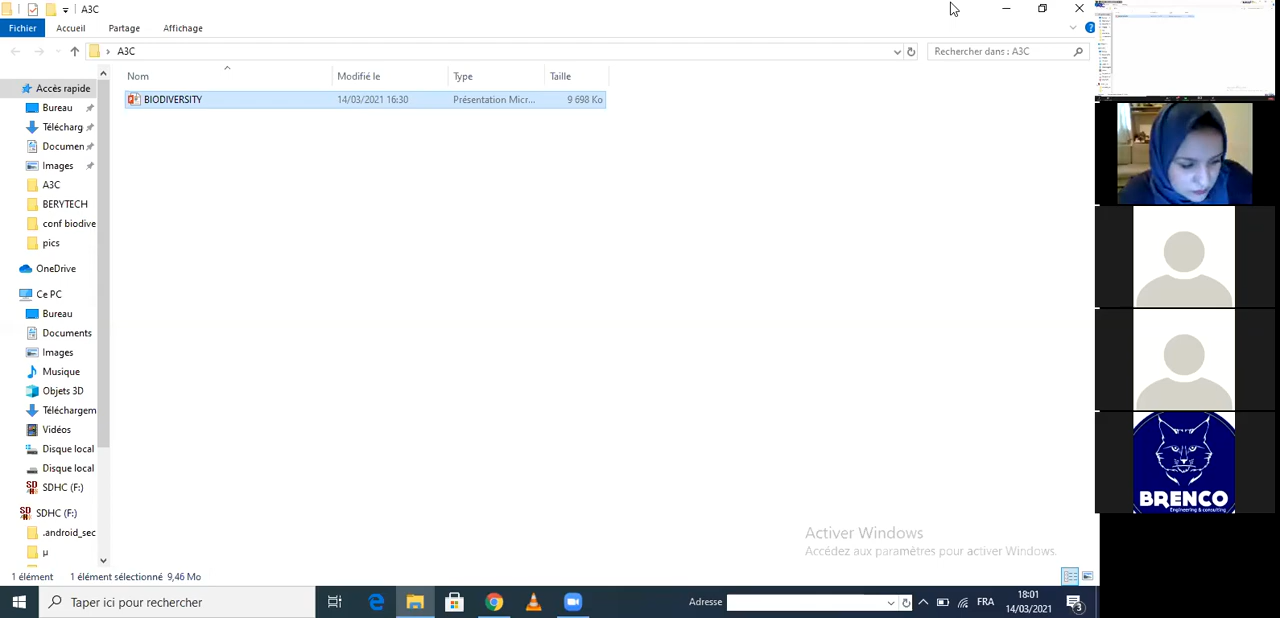 A3C
Fichier Accueil Partage Affichage
A3C
Rechercher dans : A3C
Nom Modifié le Type Taille
BIODIVERSITY 14/03/2021 16:30 Présentation Micr... 9 698 Ko
Accès rapide
Bureau
Télécharg
Documen
Images
A3C
BERYTECH
conf biodive
pics
OneDrive
Ce PC
Bureau
Documents
Images
Musique
Objets 3D
Téléchargem
Vidéos
Disque local
Disque local
SDHC (F:)
SDHC (F:)
.android_sec
μ
BRENCO
Engineering & consulting
Activer Windows
Accédez aux paramètres pour activer Windows.
1 élément 1 élément sélectionné 9,46 Mo
Taper ici pour rechercher
Adresse
FRA
18:01
14/03/2021
3